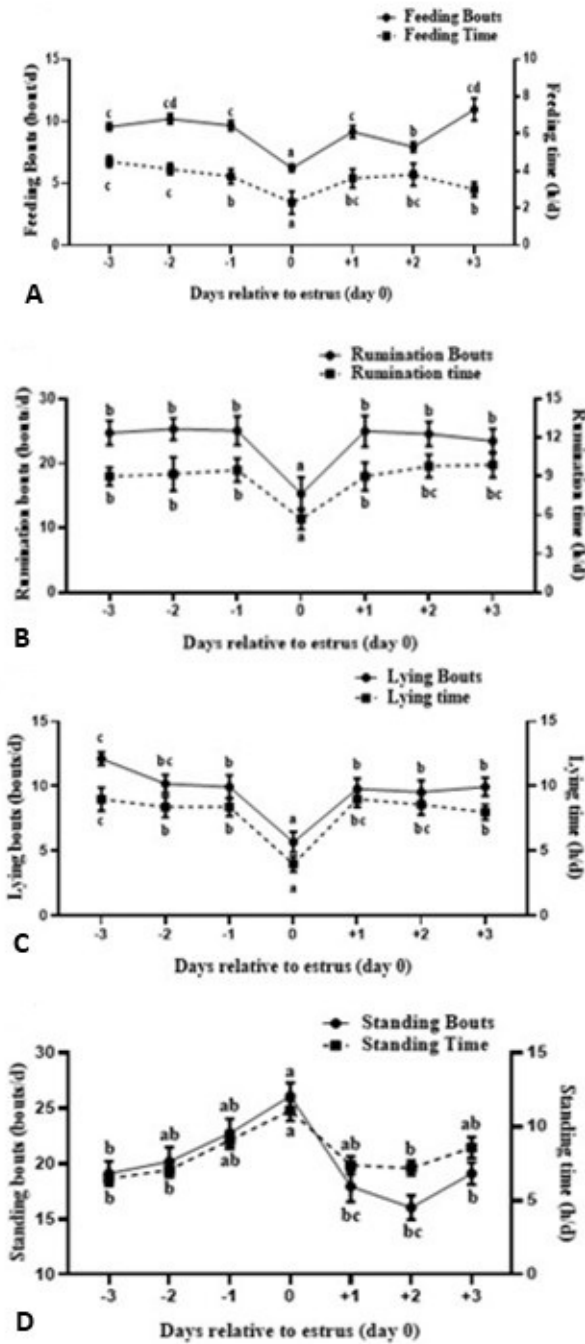 Feeding Bouts
Feeding Time
Feeding Bouts (bout/d)
Feeding time (h/d)
15 10
8
10 6
5 4
2
0 0
c cd c a c b cd
c c b a bc bc b
-3 -2 -1 0 +1 +2 +3
Days relative to estrus (day 0)
A
Rumination Bouts
Rumination time
Rumination bouts (bout/d)
Rumination time (h/d)
30 15
12
20 9
10 6
3
0 0
b b b a b b b
b b b a b bc bc
-3 -2 -1 0 +1 +2 +3
Days relative to estrus (day 0)
B
Lying Bouts
Lying time
Lying bouts (bouts/d)
Lying time (h/d)
15 15
10 10
5 5
0 0
c bc b a b b b
c b b a bc bc b
-3 -2 -1 0 +1 +2 +3
Days relative to estrus (day 0)
C
Standing Bouts
Standing Time
Standing bouts (bouts/d)
Standing time (h/d)
30 15
25 10
20 5
15
10 0
b ab ab a ab b ab
b b ab a bc bc b
-3 -2 -1 0 +1 +2 +3
Days relative to estrus (day 0)
D